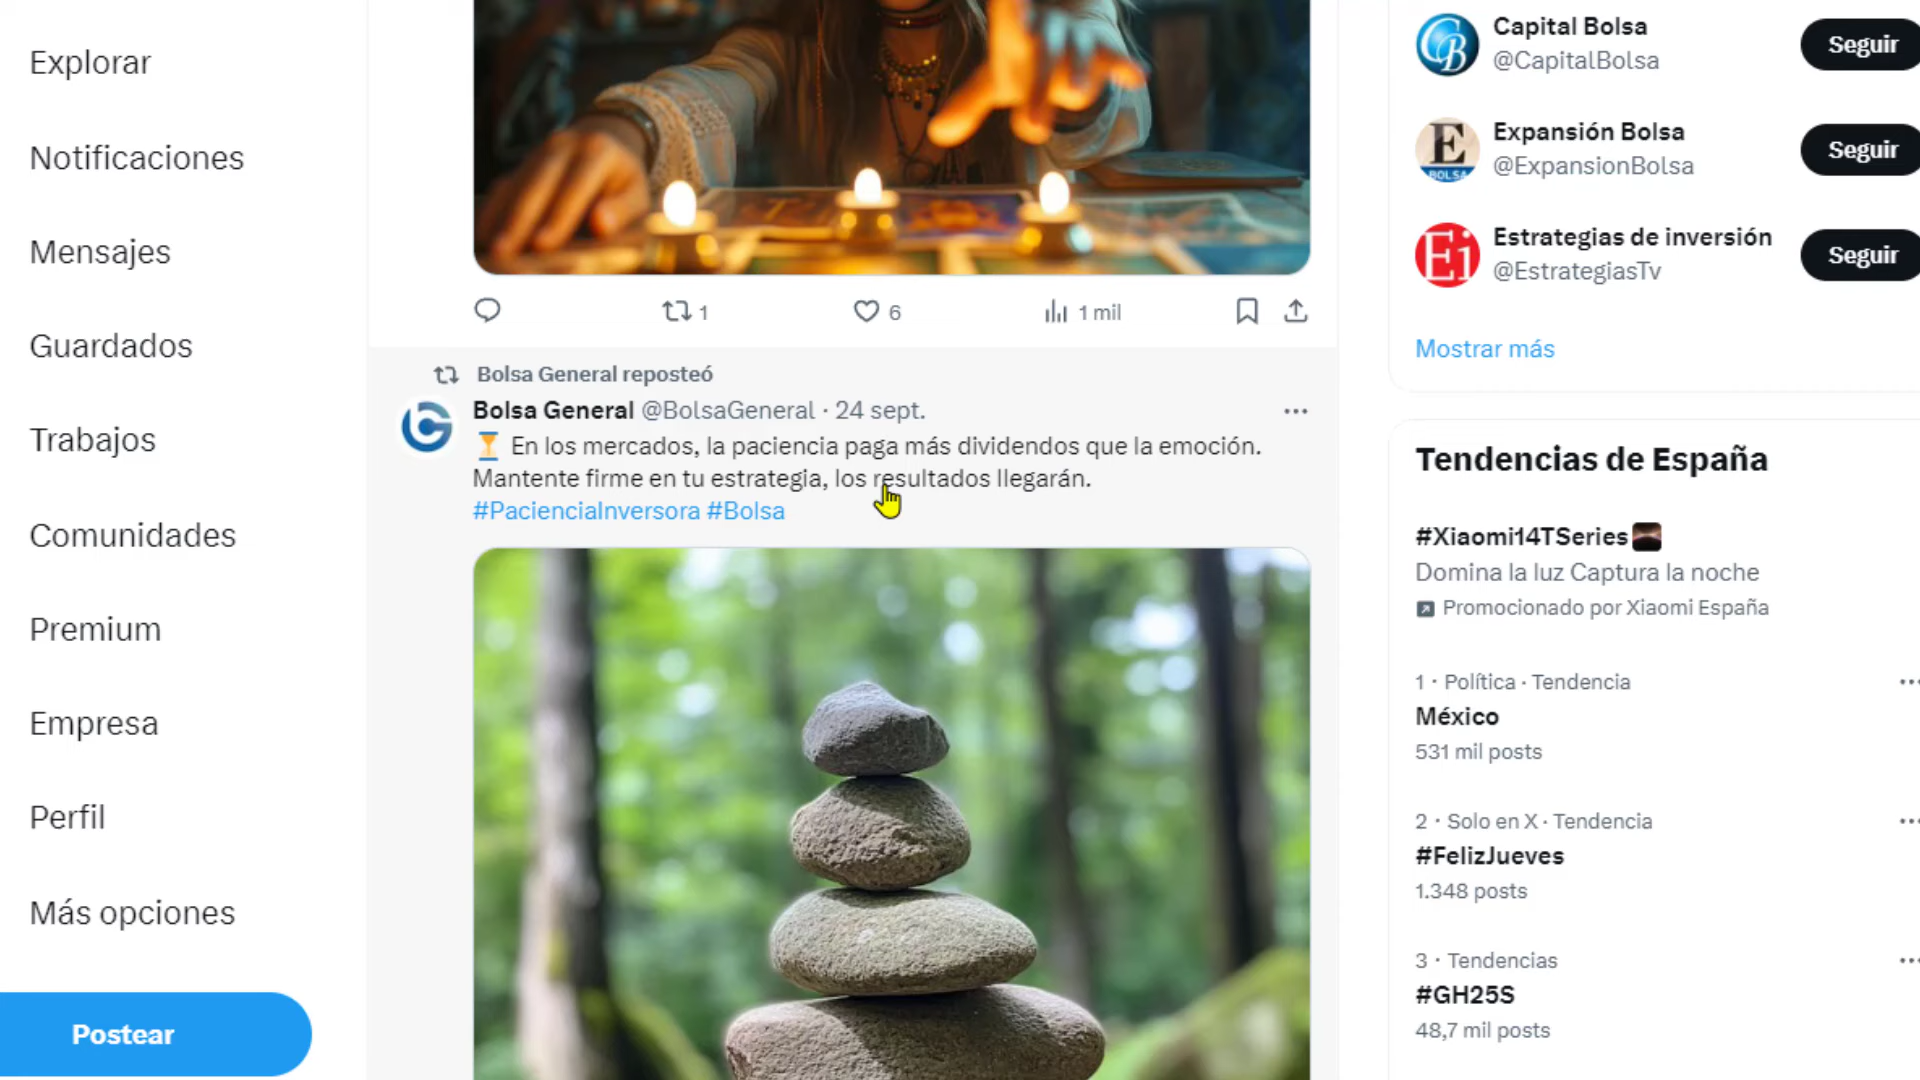 Explorar
Notificaciones
Mensajes
Guardados
Trabajos
Comunidades
Premium
Empresa
Perfil
Más opciones
Postear
1
6
1 mil
Bolsa General reposteó
Bolsa General @BolsaGeneral · 24 sept.
⏳ En los mercados, la paciencia paga más dividendos que la emoción.
Mantente firme en tu estrategia, los resultados llegarán.
#PacienciaInversora #Bolsa
Capital Bolsa
@CapitalBolsa
Seguir
E
BOLSA
Expansión Bolsa
@ExpansionBolsa
Seguir
Ei
Estrategias de inversión
@EstrategiasTv
Seguir
Mostrar más
Tendencias de España
#Xiaomi14TSeries
Domina la luz Captura la noche
Promocionado por Xiaomi España
1 · Política · Tendencia
México
531 mil posts
2 · Solo en X · Tendencia
#FelizJueves
1.348 posts
3 · Tendencias
#GH25S
48,7 mil posts